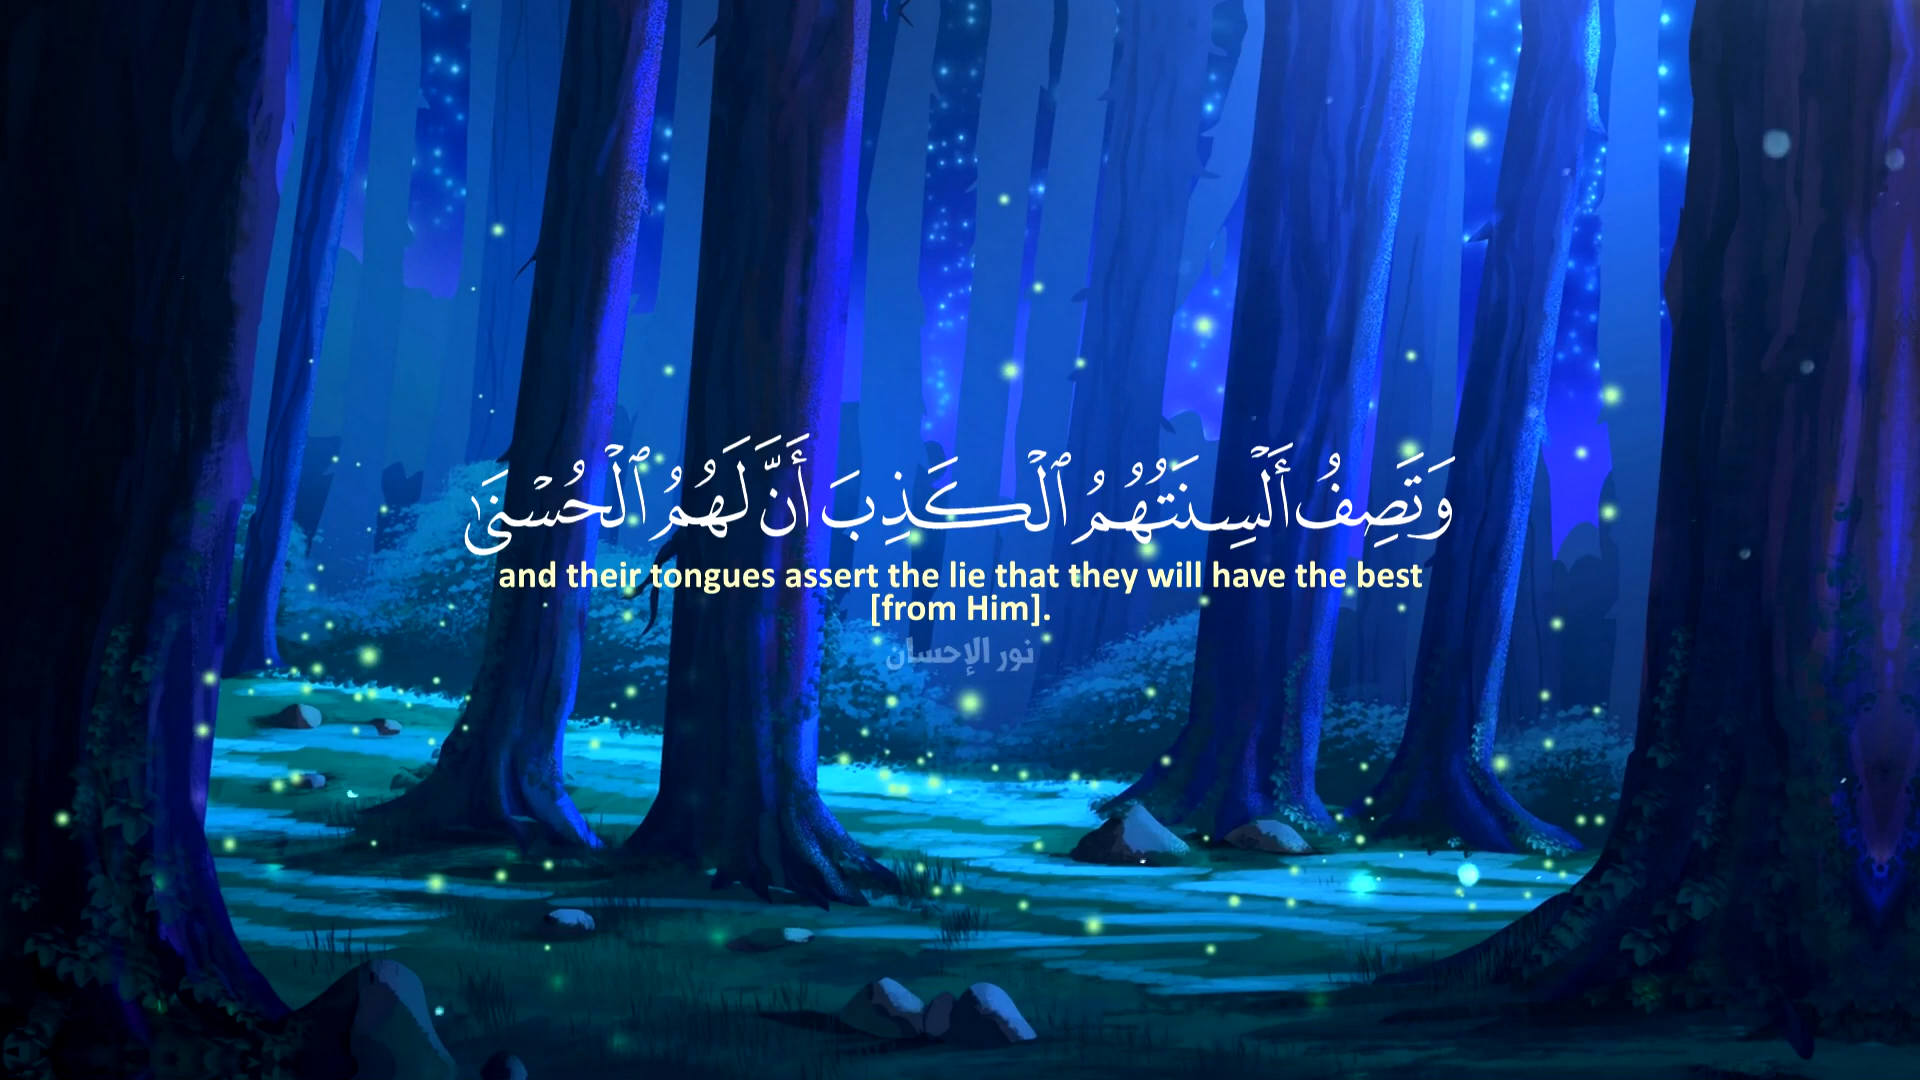 وَتَصِفُ أَلْسِنَتُهُمُ ٱلْكَذِبَ أَنَّ لَهُمُ ٱلْحُسْنَىٰ
and their tongues assert the lie that they will have the best
[from Him].
نور الإحسان